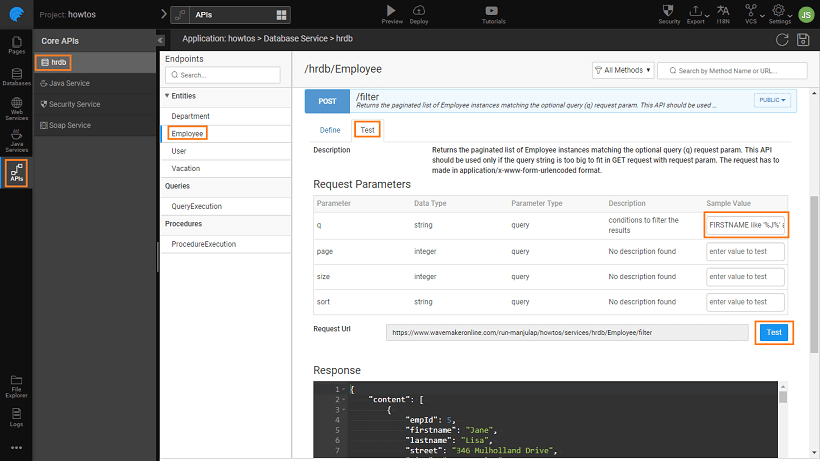 Project: howtos
APIs
Preview
Deploy
Tutorials
Security
Export
I18N
VCS
Settings
JS
Pages
Databases
Web
Services
Java
Services
APIs
File
Explorer
Logs
Core APIs
hrdb
Java Service
Security Service
Soap Service
Application: howtos > Database Service > hrdb
Endpoints
Search...
Entities
Department
Employee
User
Vacation
Queries
QueryExecution
Procedures
ProcedureExecution
/hrdb/Employee
All Methods
Search by Method Name or URL...
POST
/filter
Returns the paginated list of Employee instances matching the optional query (q) request param. This API should be used ...
PUBLIC
Define
Test
Description
Returns the paginated list of Employee instances matching the optional query (q) request param. This API
should be used only if the query string is too big to fit in GET request with request param. The request has to
made in application/x-www-form-urlencoded format.
Request Parameters
Parameter Data Type Parameter Type Description Sample Value
q string query conditions to filter the
results
FIRSTNAME like '%J%'
page integer query No description found enter value to test
size integer query No description found enter value to test
sort string query No description found enter value to test
Request Url
https://www.wavemakeronline.com/run-manjulap/howtos/services/hrdb/Employee/filter
Test
Response
1 {
2 "content": [
3 {
4 "empId": 5,
5 "firstname": "Jane",
6 "lastname": "Lisa",
7 "street": "346 Mulholland Drive",